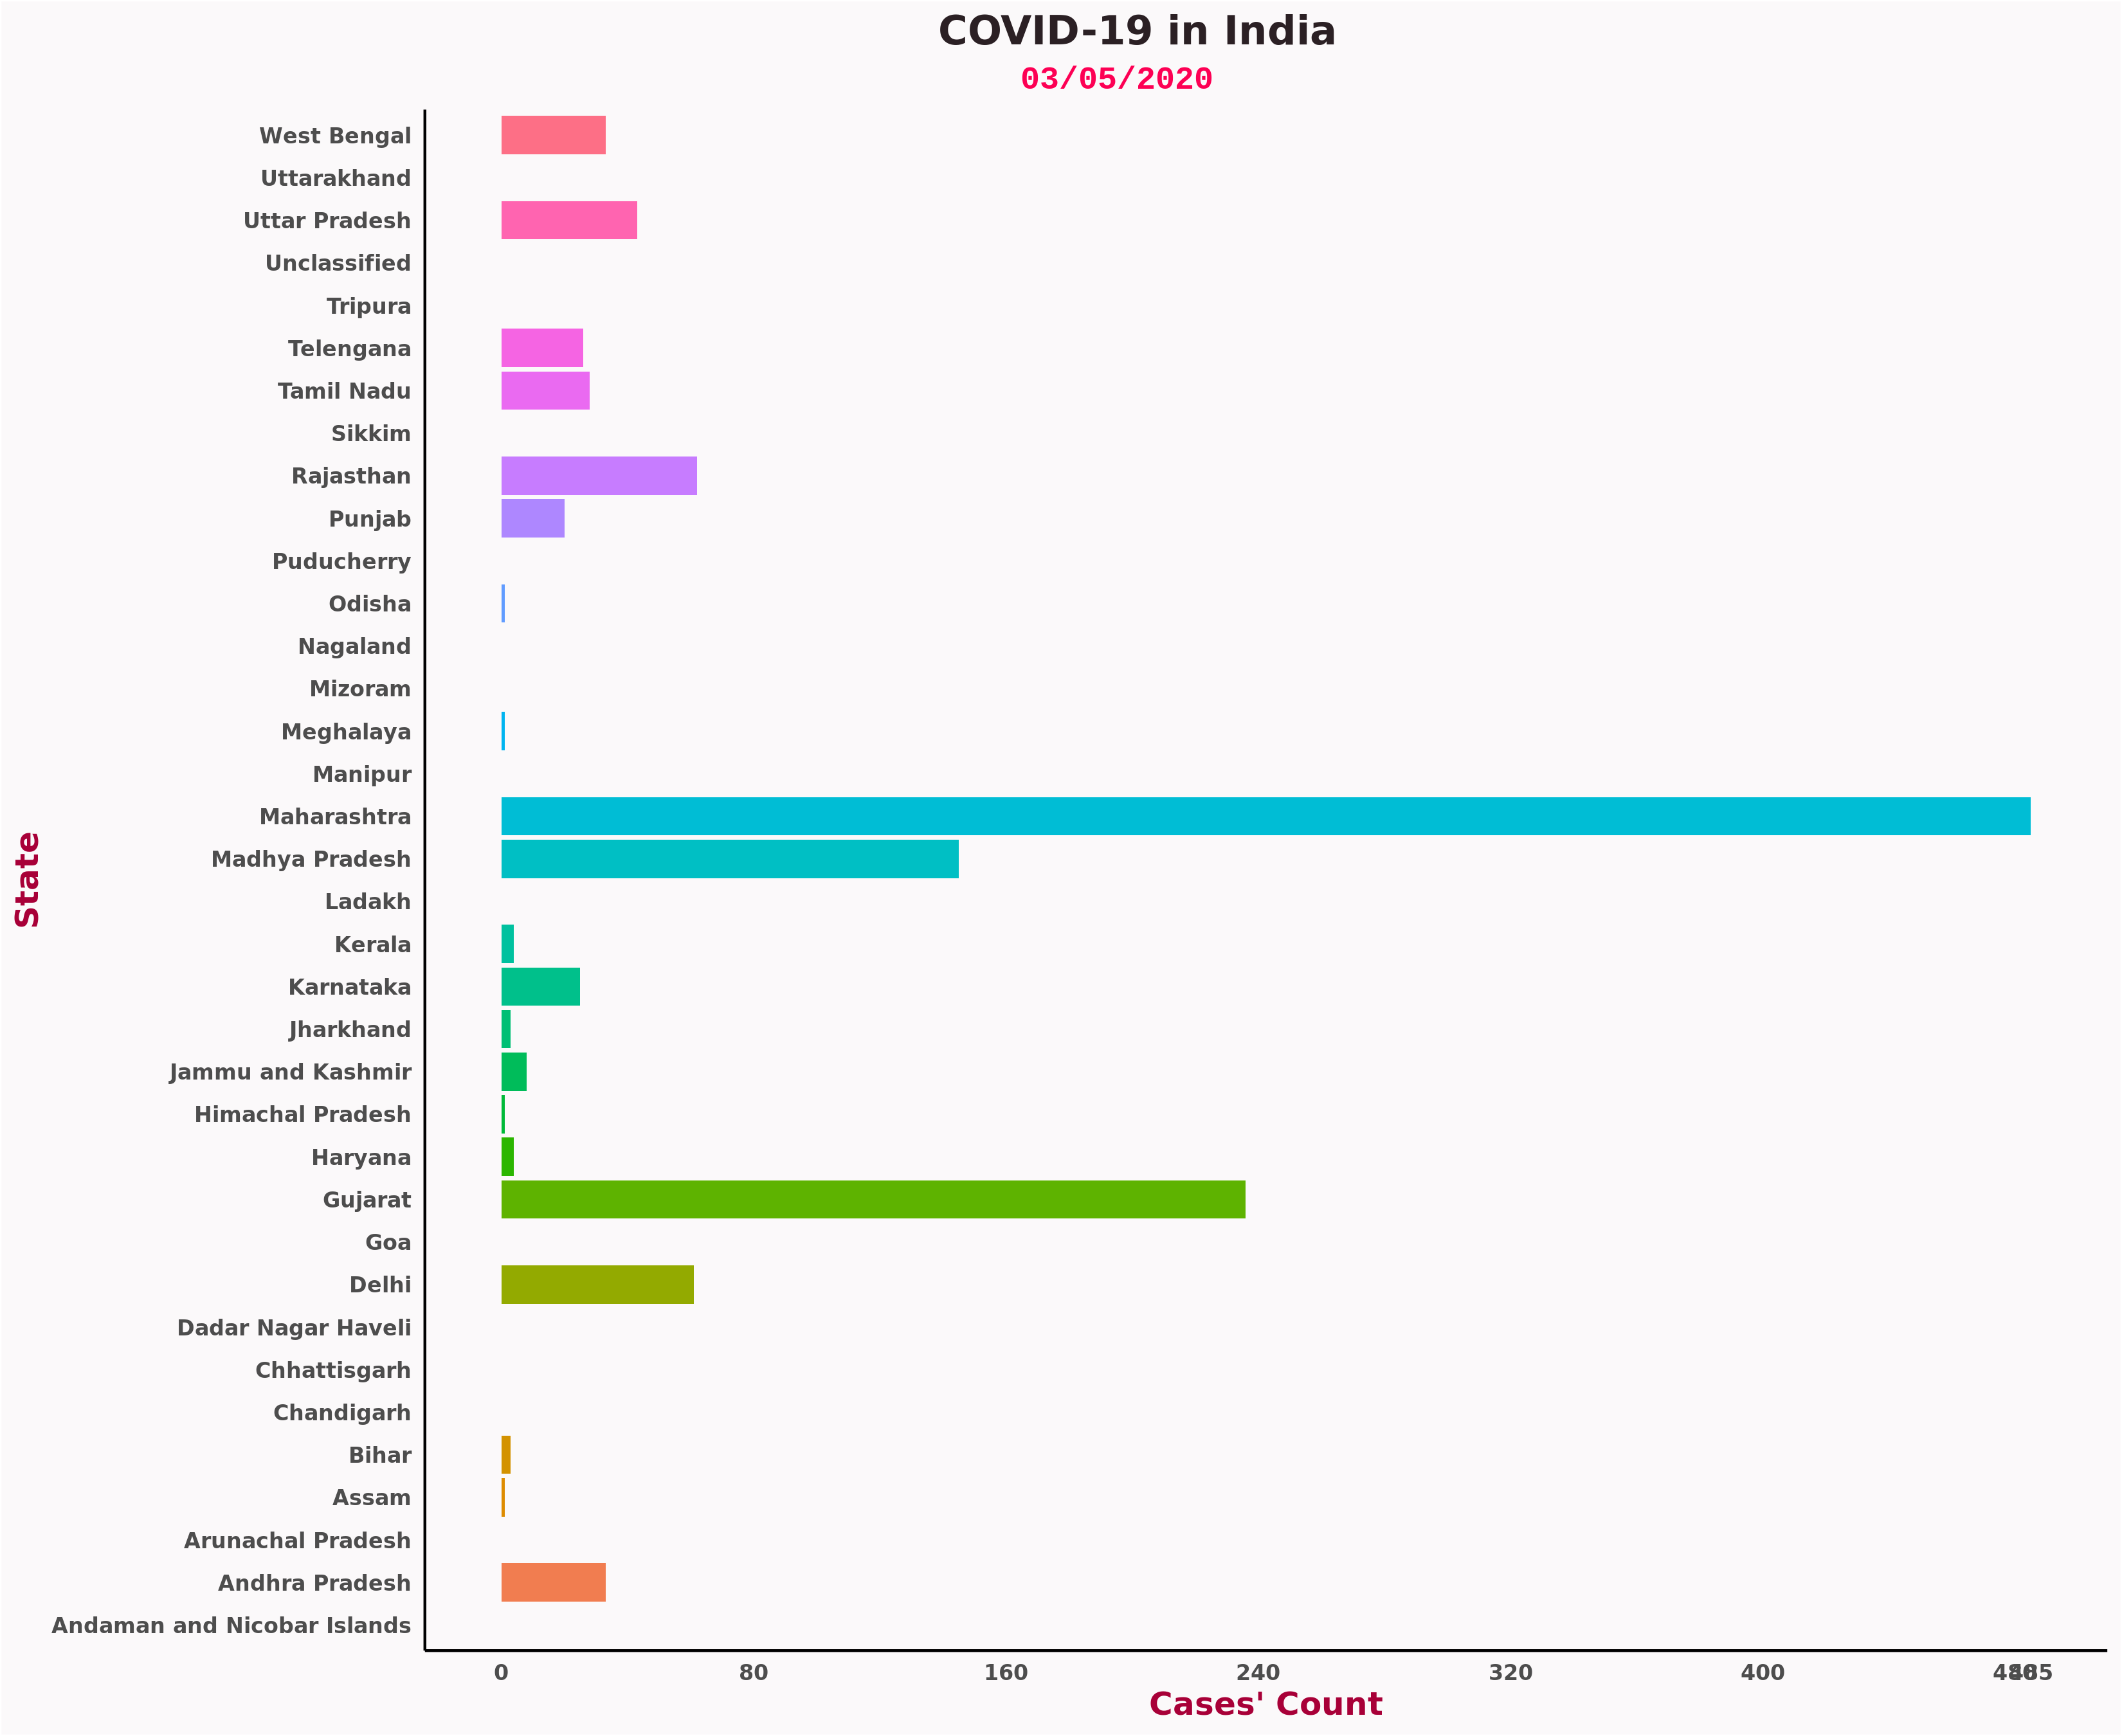 COVID-19 in India
03/05/2020
West Bengal
Uttarakhand
Uttar Pradesh
Unclassified
Tripura
Telengana
Tamil Nadu
Sikkim
Rajasthan
Punjab
Puducherry
Odisha
Nagaland
Mizoram
Meghalaya
Manipur
Maharashtra
Madhya Pradesh
Ladakh
Kerala
Karnataka
Jharkhand
Jammu and Kashmir
Himachal Pradesh
Haryana
Gujarat
Goa
Delhi
Dadar Nagar Haveli
Chhattisgarh
Chandigarh
Bihar
Assam
Arunachal Pradesh
Andhra Pradesh
Andaman and Nicobar Islands
State
0 80 160 240 320 400 480 485
Cases' Count